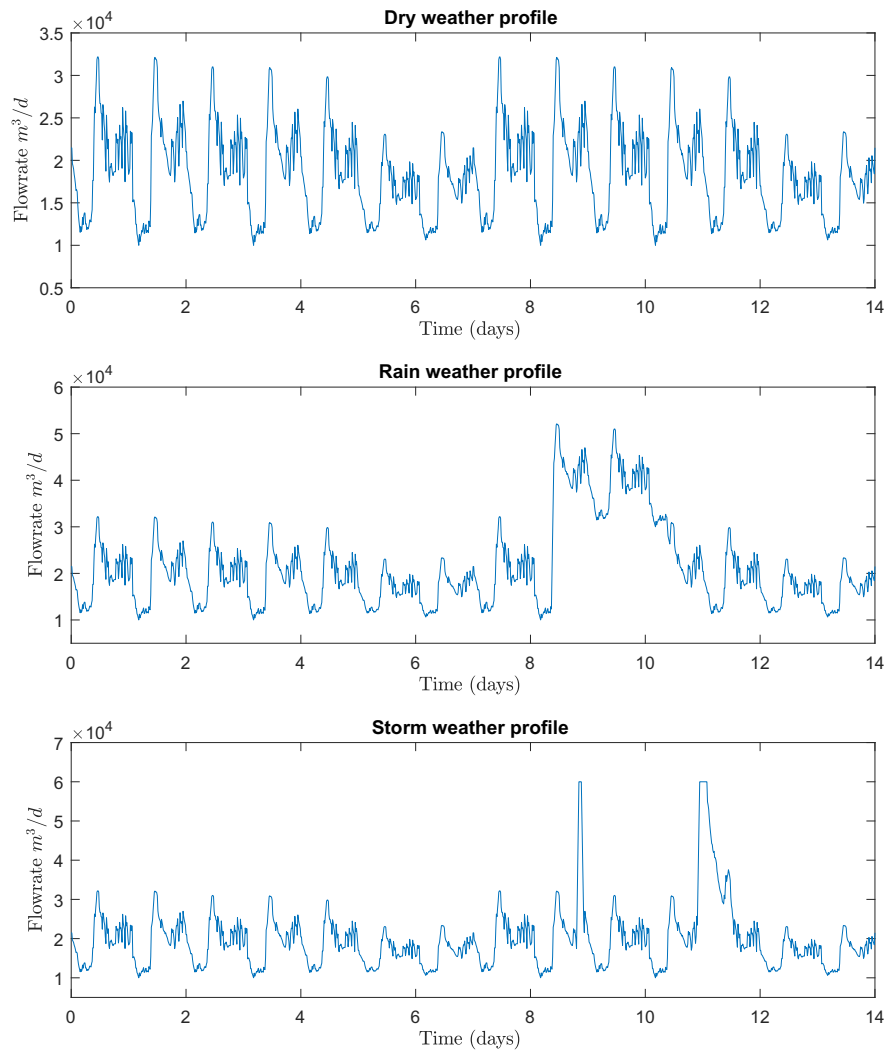 Dry weather profile
×10⁴
3.5
3
2.5
2
1.5
1
0.5
Flowrate m³/d
0 2 4 6 8 10 12 14
Time (days)
Rain weather profile
×10⁴
6
5
4
3
2
1
Flowrate m³/d
0 2 4 6 8 10 12 14
Time (days)
Storm weather profile
×10⁴
7
6
5
4
3
2
1
Flowrate m³/d
0 2 4 6 8 10 12 14
Time (days)